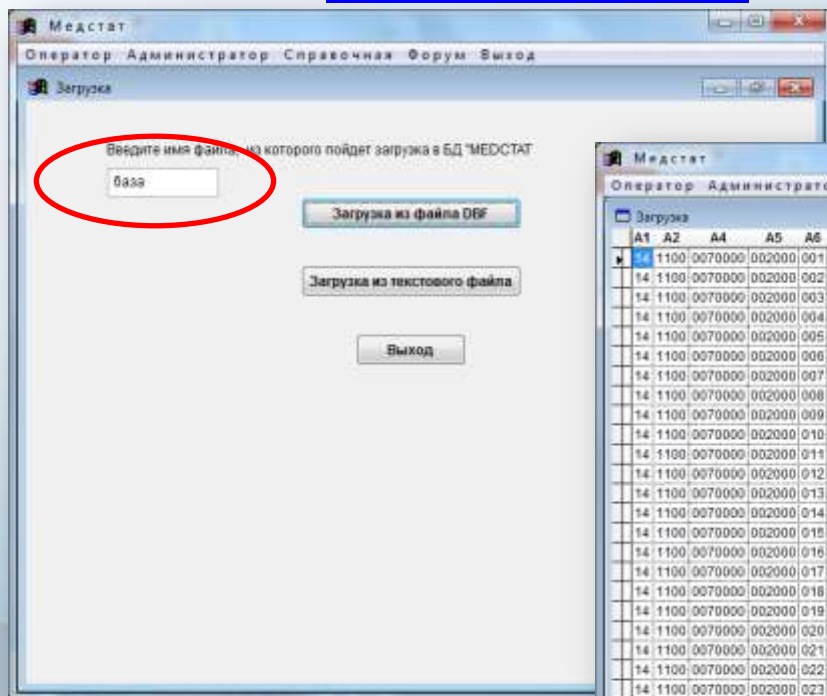 Медстат
Оператор Администратор Справочная Форум Выход
Загрузка
Введите имя файла, из которого пойдет загрузка в БД "МЕDСТАТ
база
Загрузка из файла DBF
Загрузка из текстового файла
Выход
Медстат
Оператор Администрато
Загрузка
A1 A2 A4 A5 A6
14 1100 0070000 002000 001
14 1100 0070000 002000 002
14 1100 0070000 002000 003
14 1100 0070000 002000 004
14 1100 0070000 002000 005
14 1100 0070000 002000 006
14 1100 0070000 002000 007
14 1100 0070000 002000 008
14 1100 0070000 002000 009
14 1100 0070000 002000 010
14 1100 0070000 002000 011
14 1100 0070000 002000 012
14 1100 0070000 002000 013
14 1100 0070000 002000 014
14 1100 0070000 002000 015
14 1100 0070000 002000 016
14 1100 0070000 002000 017
14 1100 0070000 002000 018
14 1100 0070000 002000 019
14 1100 0070000 002000 020
14 1100 0070000 002000 021
14 1100 0070000 002000 022
14 1100 0070000 002000 023